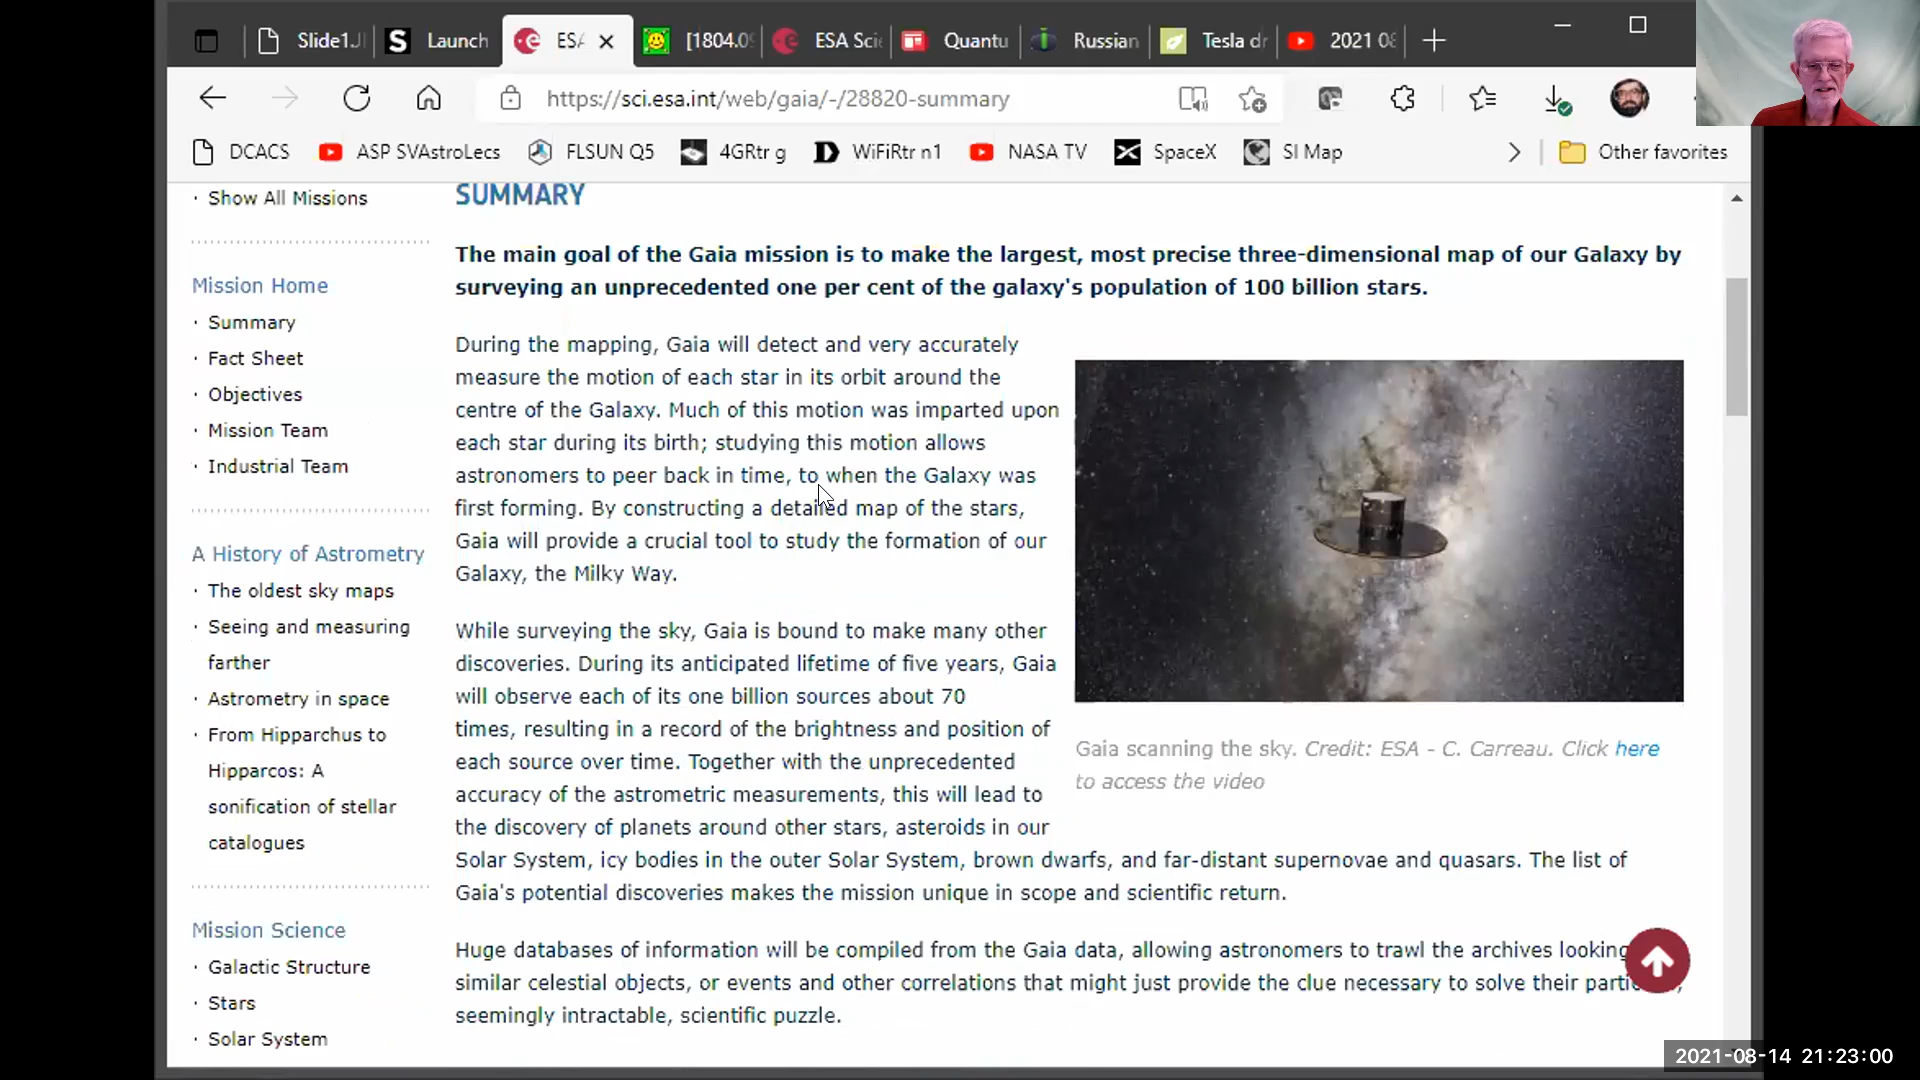 Slide1.J
Launch
ESA
[1804.09
ESA Scie
Quantu
Russian
Tesla dr
2021 08
https://sci.esa.int/web/gaia/-/28820-summary
DCACS
ASP SVAstroLecs
FLSUN Q5
4GRtr g
WiFiRtr n1
NASA TV
SpaceX
SI Map
Other favorites
· Show All Missions
Mission Home
· Summary
· Fact Sheet
· Objectives
· Mission Team
· Industrial Team
A History of Astrometry
· The oldest sky maps
· Seeing and measuring
farther
· Astrometry in space
· From Hipparchus to
Hipparcos: A
sonification of stellar
catalogues
Mission Science
· Galactic Structure
· Stars
· Solar System
SUMMARY
The main goal of the Gaia mission is to make the largest, most precise three-dimensional map of our Galaxy by
surveying an unprecedented one per cent of the galaxy's population of 100 billion stars.
During the mapping, Gaia will detect and very accurately
measure the motion of each star in its orbit around the
centre of the Galaxy. Much of this motion was imparted upon
each star during its birth; studying this motion allows
astronomers to peer back in time, to when the Galaxy was
first forming. By constructing a detailed map of the stars,
Gaia will provide a crucial tool to study the formation of our
Galaxy, the Milky Way.
While surveying the sky, Gaia is bound to make many other
discoveries. During its anticipated lifetime of five years, Gaia
will observe each of its one billion sources about 70
times, resulting in a record of the brightness and position of
each source over time. Together with the unprecedented
accuracy of the astrometric measurements, this will lead to
the discovery of planets around other stars, asteroids in our
Solar System, icy bodies in the outer Solar System, brown dwarfs, and far-distant supernovae and quasars. The list of
Gaia's potential discoveries makes the mission unique in scope and scientific return.
Gaia scanning the sky. Credit: ESA - C. Carreau. Click here
to access the video
Huge databases of information will be compiled from the Gaia data, allowing astronomers to trawl the archives looking
similar celestial objects, or events and other correlations that might just provide the clue necessary to solve their parti
seemingly intractable, scientific puzzle.
2021-08-14 21:23:00